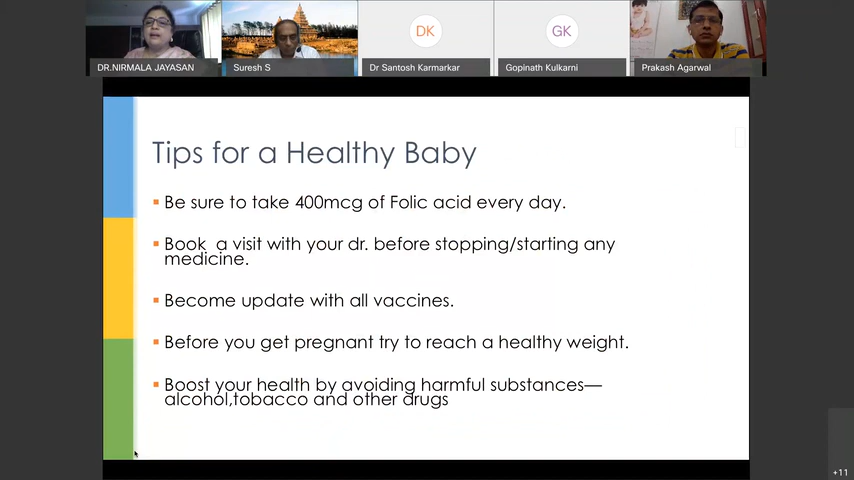 DK
GK
DR.NIRMALA JAYASAN
Suresh S
Dr Santosh Karmarkar
Gopinath Kulkarni
Prakash Agarwal
Tips for a Healthy Baby
Be sure to take 400mcg of Folic acid every day.
Book a visit with your dr. before stopping/starting any
medicine.
Become update with all vaccines.
Before you get pregnant try to reach a healthy weight.
Boost your health by avoiding harmful substances—
alcohol,tobacco and other drugs
+11